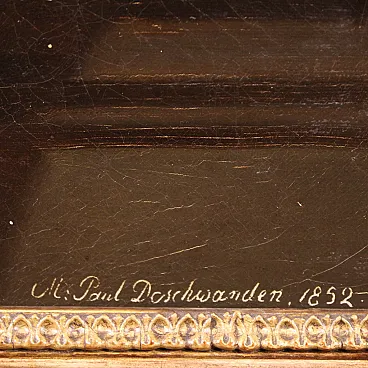 M: Paul Deschwanden. 1852-